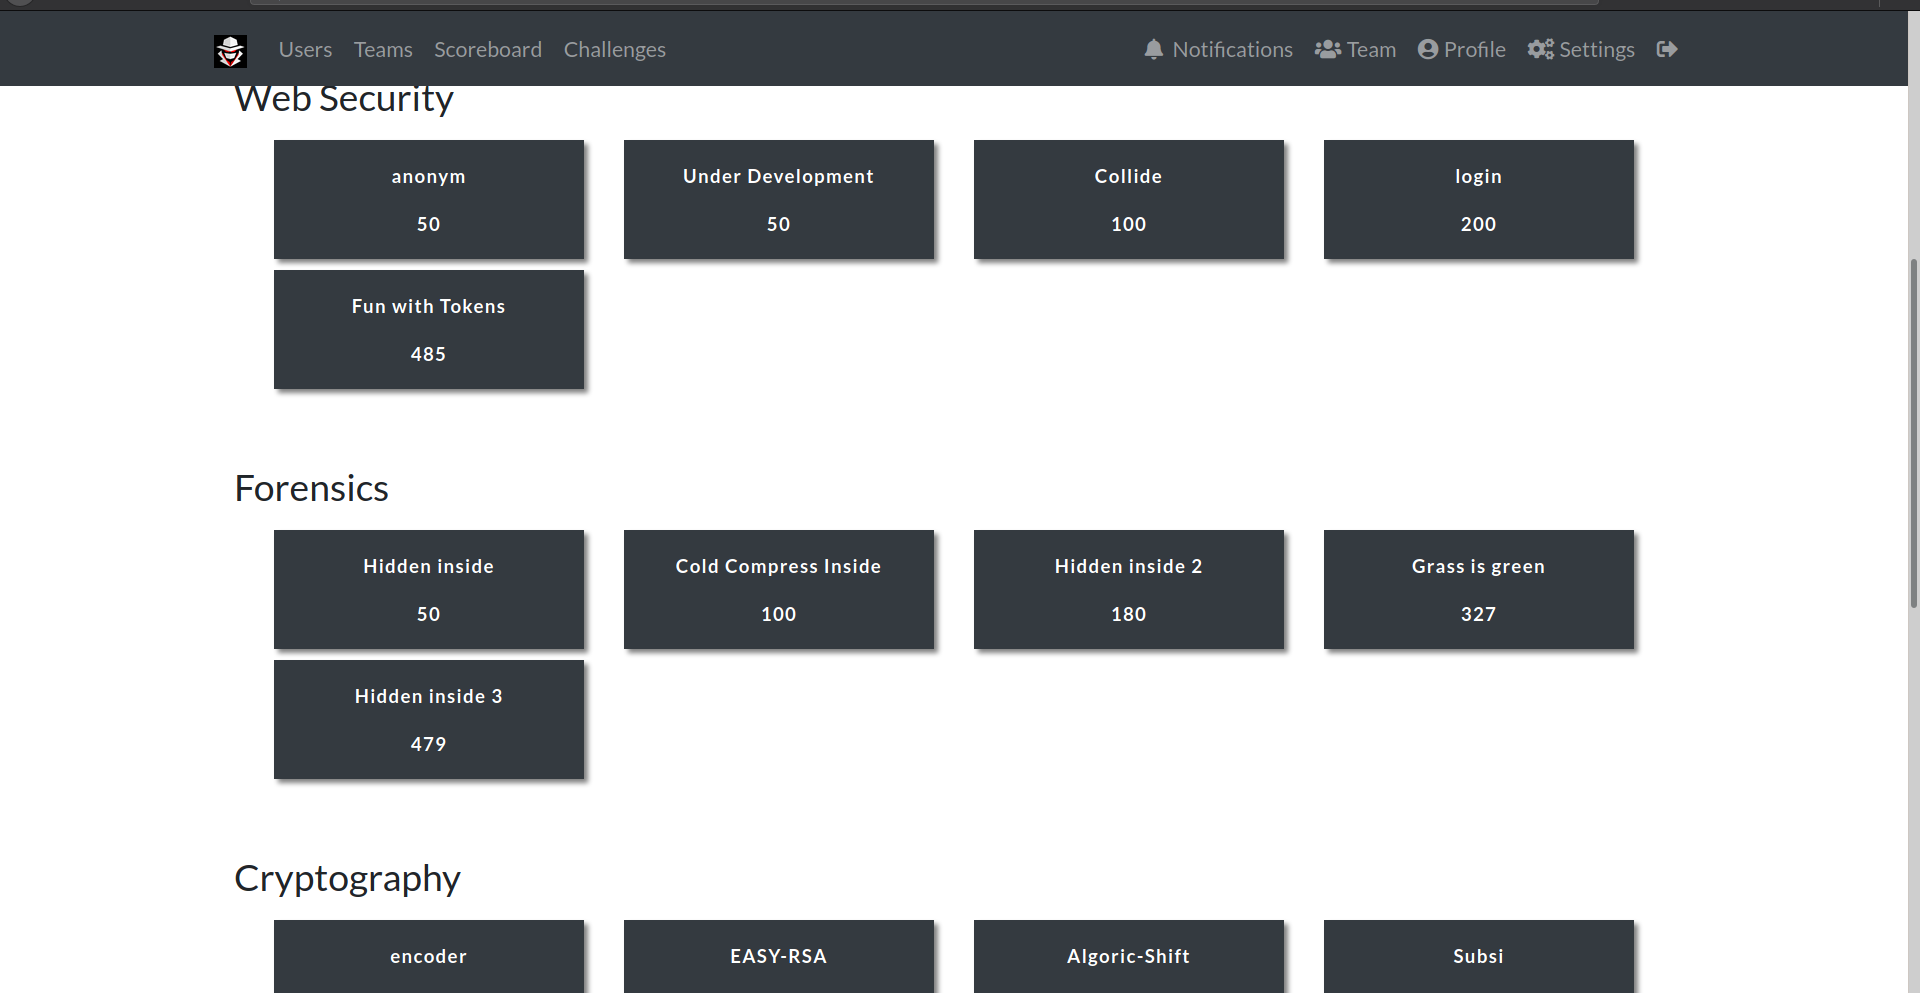 Users Teams Scoreboard Challenges Notifications Team Profile Settings
Web Security
anonym
50
Under Development
50
Collide
100
login
200
Fun with Tokens
485
Forensics
Hidden inside
50
Cold Compress Inside
100
Hidden inside 2
180
Grass is green
327
Hidden inside 3
479
Cryptography
encoder
EASY-RSA
Algoric-Shift
Subsi